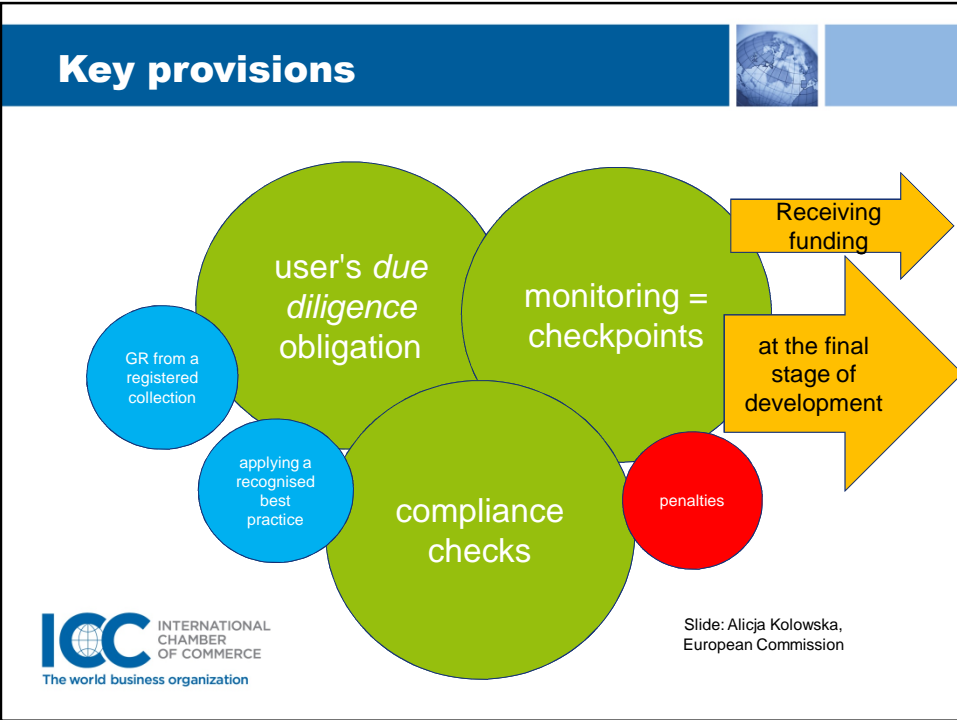 Key provisions
user's due
diligence
obligation
monitoring =
checkpoints
Receiving
funding
at the final
stage of
development
GR from a
registered
collection
applying a
recognised
best
practice
compliance
checks
penalties
ICC INTERNATIONAL
CHAMBER
OF COMMERCE
The world business organization
Slide: Alicja Kolowska,
European Commission